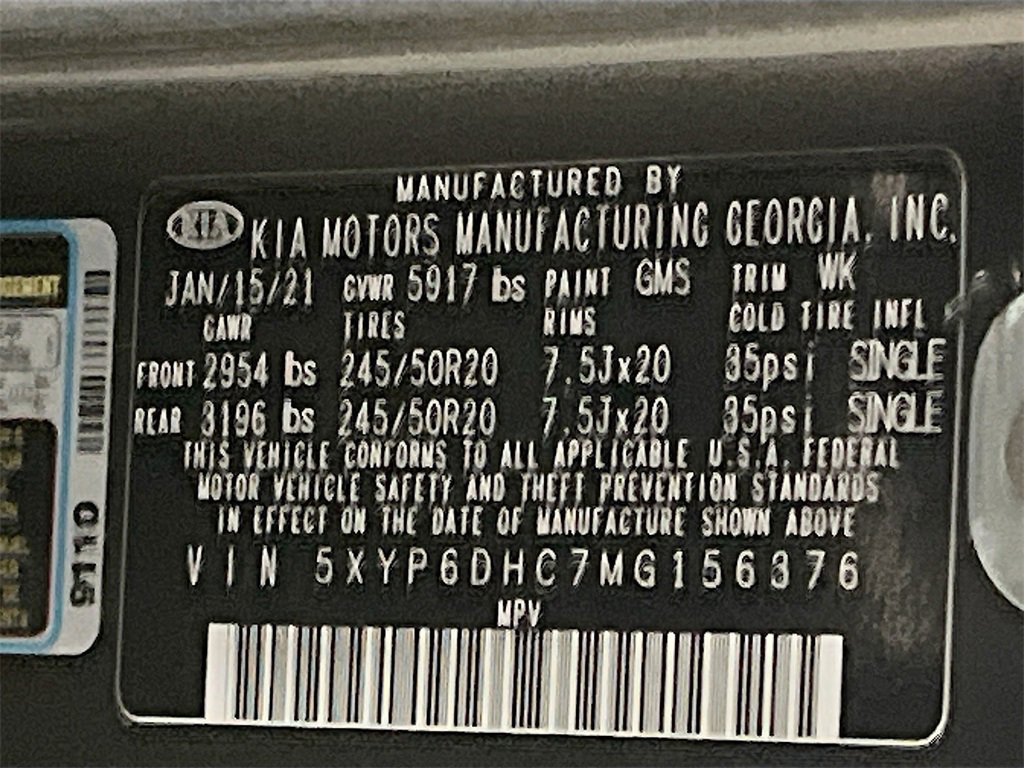 MANUFACTURED BY
KIA KIA MOTORS MANUFACTURING GEORGIA, INC.
JAN/15/21 GVWR 5917 lbs PAINT GMS TRIM WK
GAWR TIRES RIMS COLD TIRE INFL
FRONT 2954 lbs 245/50R20 7.5Jx20 35psi SINGLE
REAR 3196 lbs 245/50R20 7.5Jx20 35psi SINGLE
THIS VEHICLE CONFORMS TO ALL APPLICABLE U.S.A. FEDERAL
MOTOR VEHICLE SAFETY AND THEFT PREVENTION STANDARDS
IN EFFECT ON THE DATE OF MANUFACTURE SHOWN ABOVE
VIN 5XYP6DHC7MG156376
MPV